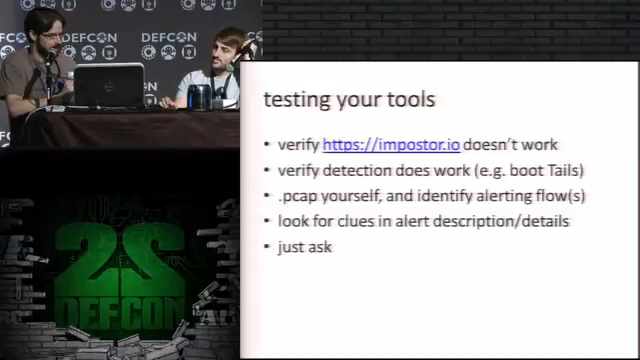 DEFCON
DEFCON
DEFCON
testing your tools
• verify https://impostor.io doesn't work
• verify detection does work (e.g. boot Tails)
• .pcap yourself, and identify alerting flow(s)
• look for clues in alert description/details
• just ask
22
DEFCON